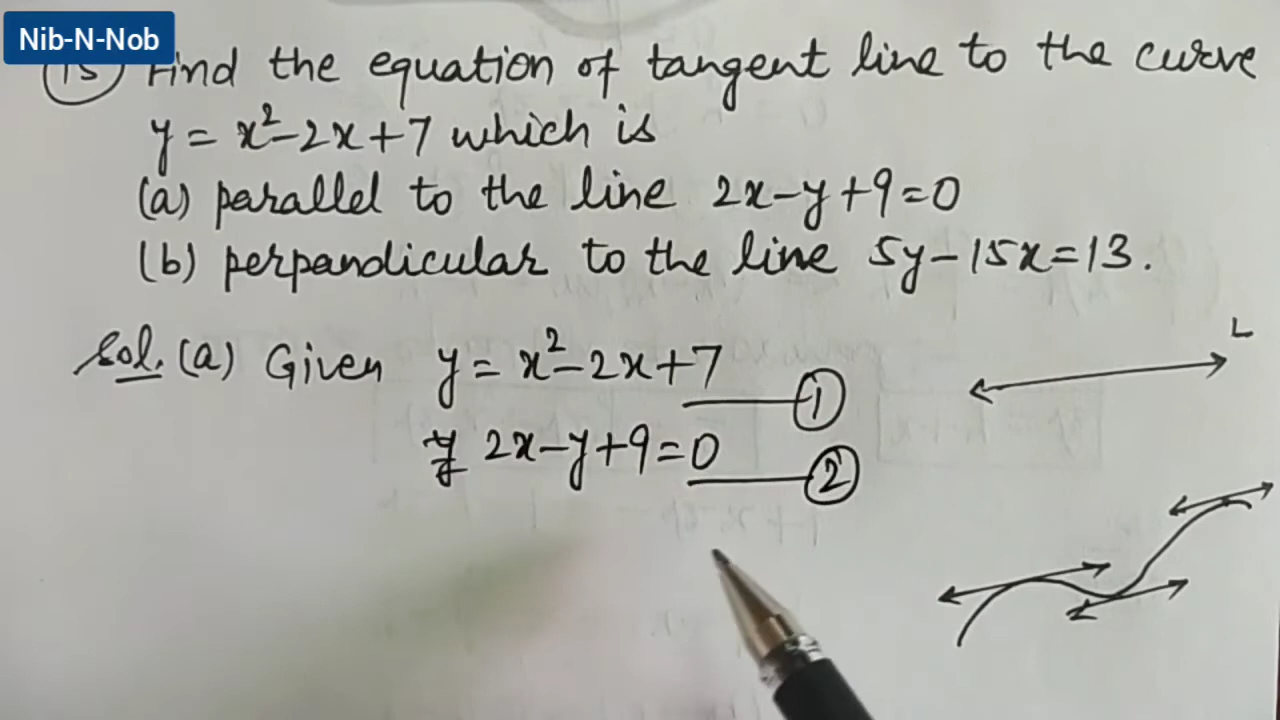 Nib-N-Nob
15 Find the equation of tangent line to the curve
y = x²-2x+7 which is
(a) parallel to the line 2x-y+9=0
(b) perpendicular to the line 5y-15x=13.
Sol. (a) Given y = x²-2x+7 ——— ①
2x-y+9=0 ——— ②
L